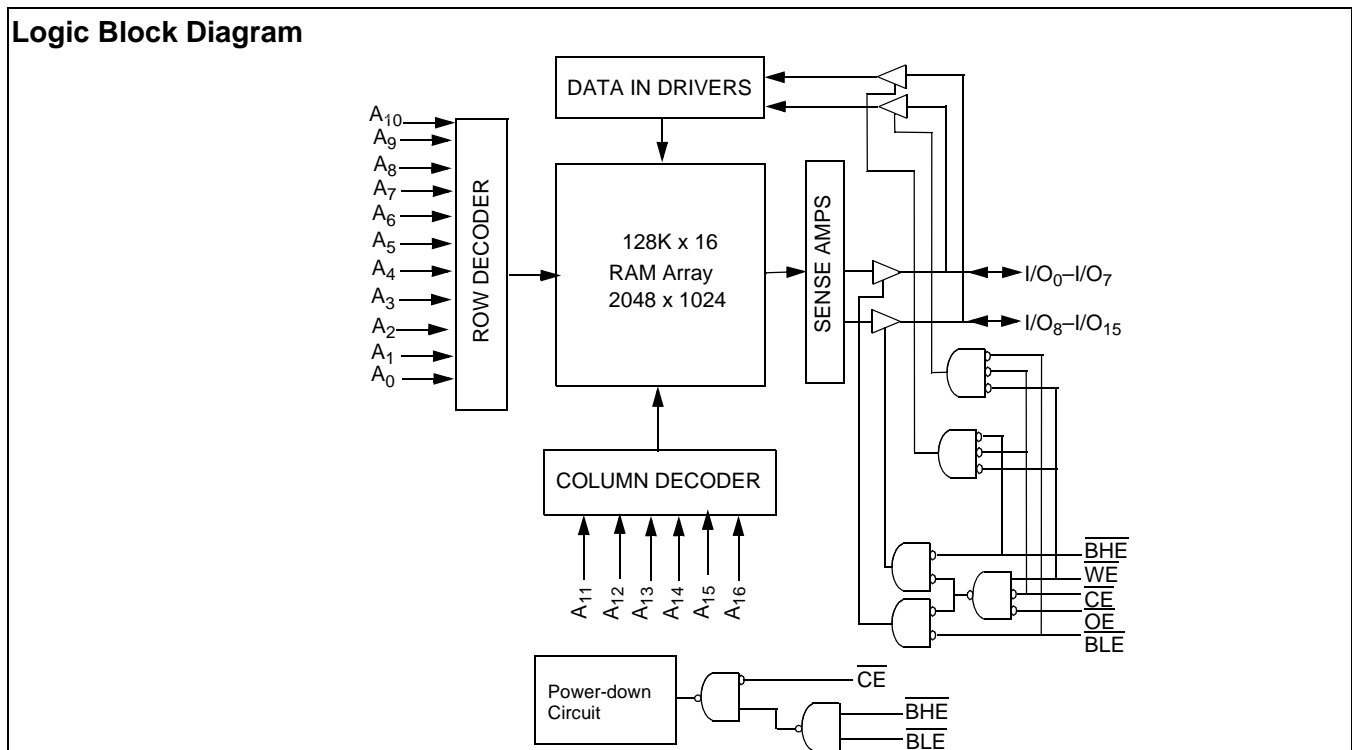 Logic Block Diagram
DATA IN DRIVERS
A10
A9
A8
A7
A6
A5
A4
A3
A2
A1
A0
ROW DECODER
128K x 16
RAM Array
2048 x 1024
SENSE AMPS
I/O0–I/O7
I/O8–I/O15
COLUMN DECODER
A11
A12
A13
A14
A15
A16
BHE
WE
CE
OE
BLE
Power-down
Circuit
CE
BHE
BLE